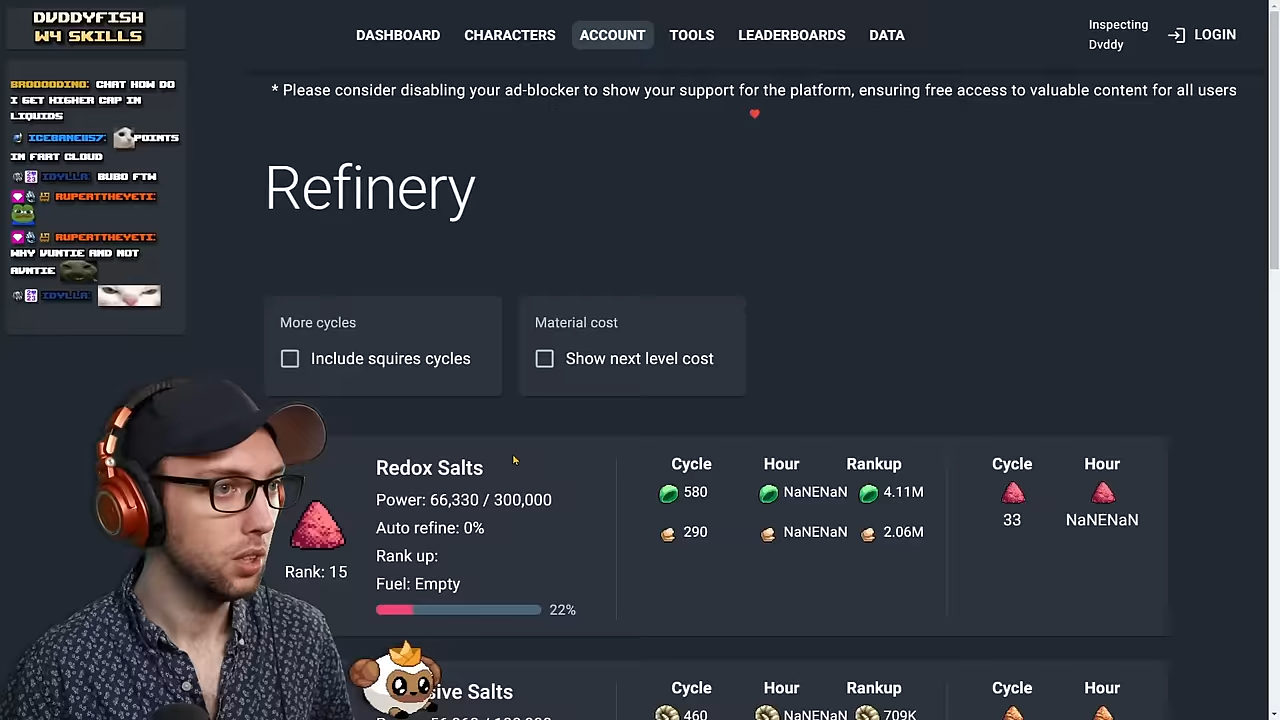 DVDDYFISH
W4 SKILLS
DASHBOARD CHARACTERS ACCOUNT TOOLS LEADERBOARDS DATA
Inspecting
Dvddy
LOGIN
BROOOODINO: CHAT HOW DO
I GET HIGHER CAP IN
LIQUIDS
ICEBANE1157: POINTS
IN FART CLOUD
IDYLLA: BUBO FTW
RUPERTTHEYETI:
RUPERTTHEYETI:
WHY VUNTIE AND NOT
AVNTIE
IDYLLA:
* Please consider disabling your ad-blocker to show your support for the platform, ensuring free access to valuable content for all users
Refinery
More cycles
Include squires cycles
Material cost
Show next level cost
Redox Salts
Power: 66,330 / 300,000
Auto refine: 0%
Rank up:
Fuel: Empty
22%
Rank: 15
Cycle Hour Rankup
580 NaNENaN 4.11M
290 NaNENaN 2.06M
Cycle Hour
33 NaNENaN
sive Salts
Cycle Hour Rankup
460 NaNENaN 709K
Cycle Hour